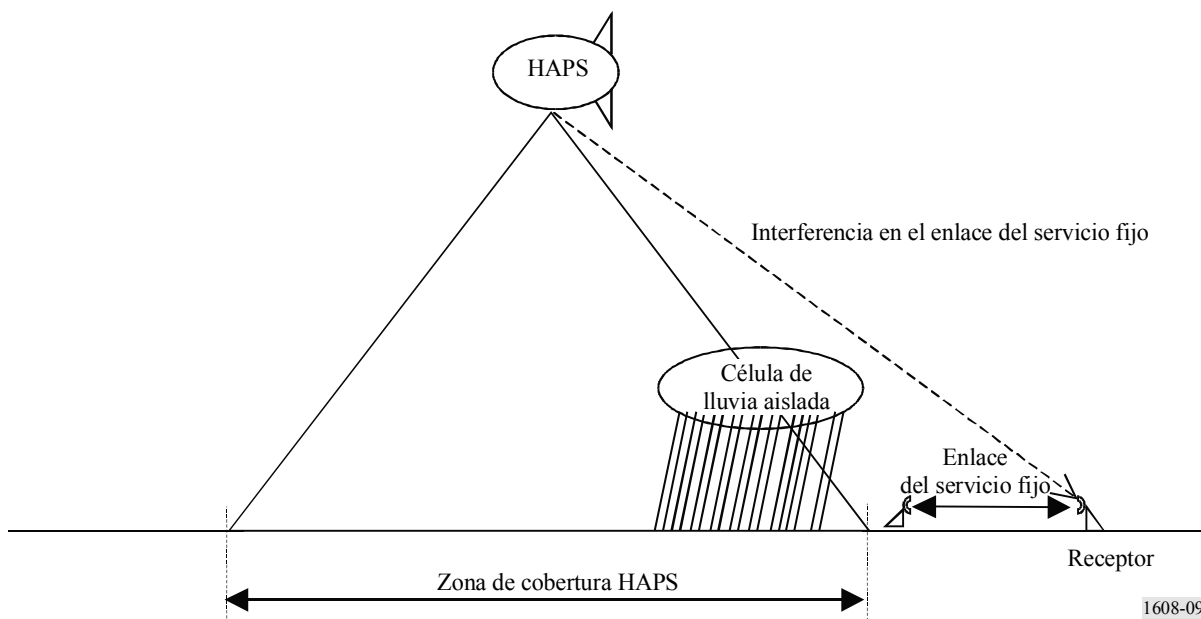 HAPS
Interferencia en el enlace del servicio fijo
Célula de
lluvia aislada
Enlace
del servicio fijo
Receptor
Zona de cobertura HAPS
1608-09